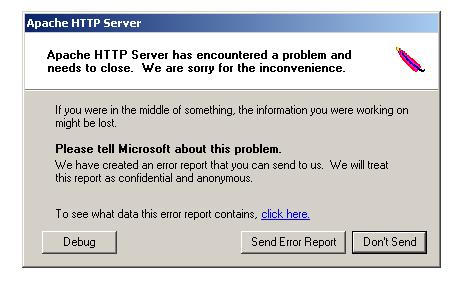 Apache HTTP Server
Apache HTTP Server has encountered a problem and
needs to close.  We are sorry for the inconvenience.
If you were in the middle of something, the information you were working on
might be lost.
Please tell Microsoft about this problem.
We have created an error report that you can send to us.  We will treat
this report as confidential and anonymous.
To see what data this error report contains, click here.
Debug
Send Error Report
Don't Send